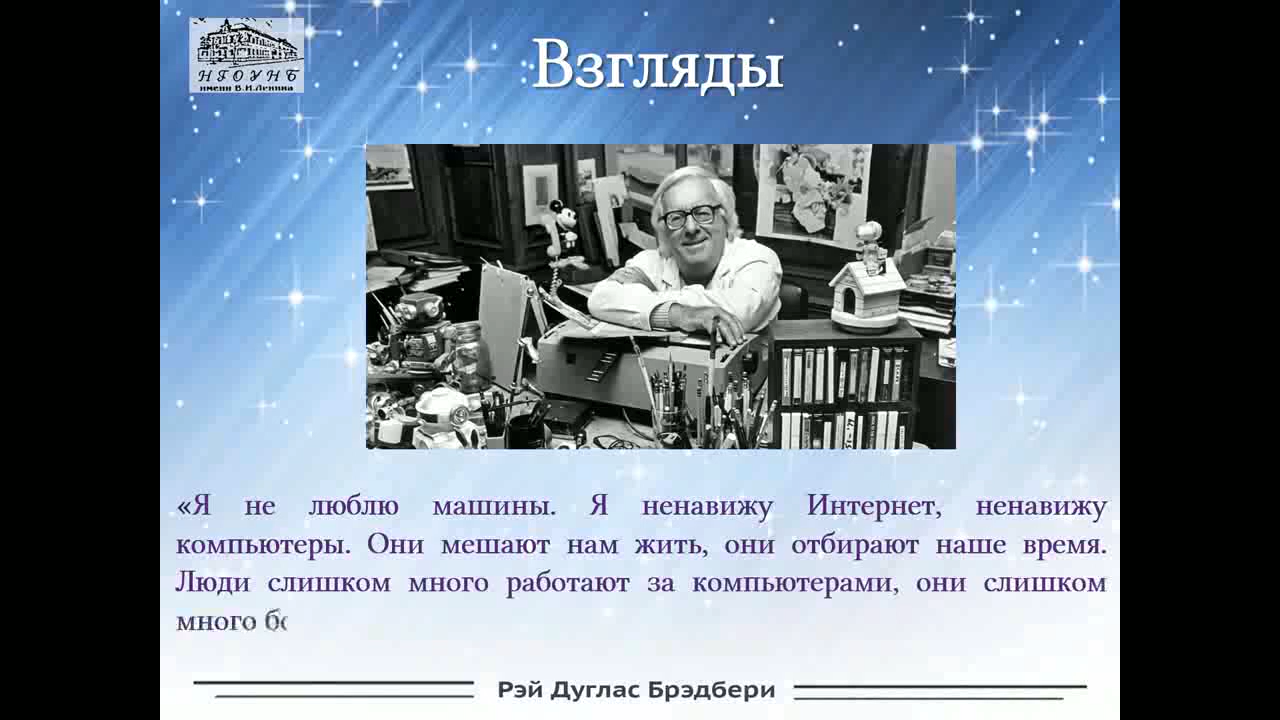 НГОУНБ
имени В.И.Ленина
Взгляды
«Я не люблю машины. Я ненавижу Интернет, ненавижу
компьютеры. Они мешают нам жить, они отбирают наше время.
Люди слишком много работают за компьютерами, они слишком
много
Рэй Дуглас Брэдбери